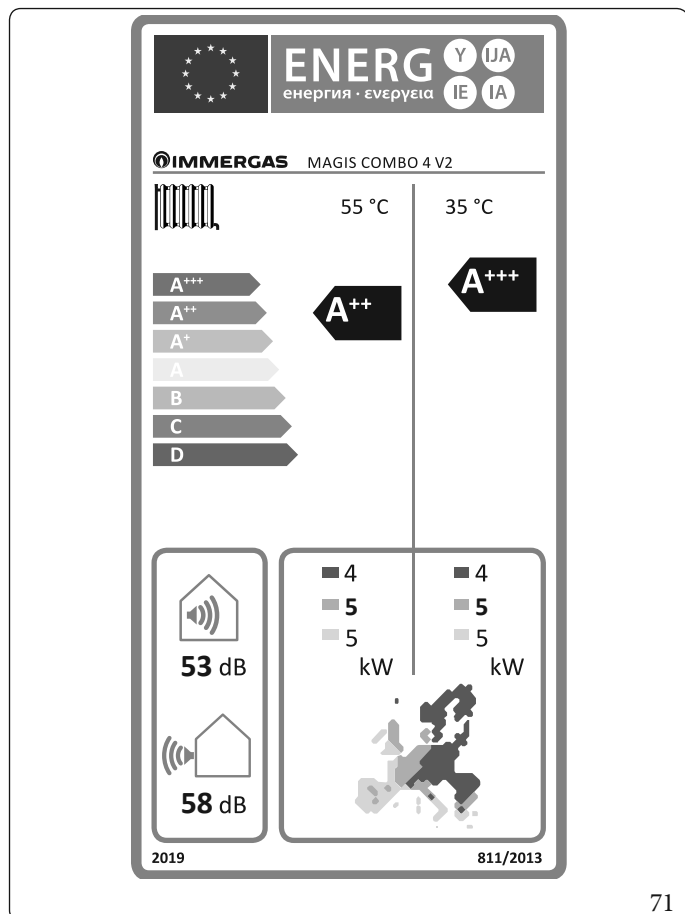 ENERG Y IJA
енергия · ενεργεια IE IA
IMMERGAS MAGIS COMBO 4 V2
55 °C 35 °C
A+++
A++
A+
A
B
C
D
A++
A+++
53 dB
58 dB
4 4
5 5
5 5
kW kW
2019 811/2013
71